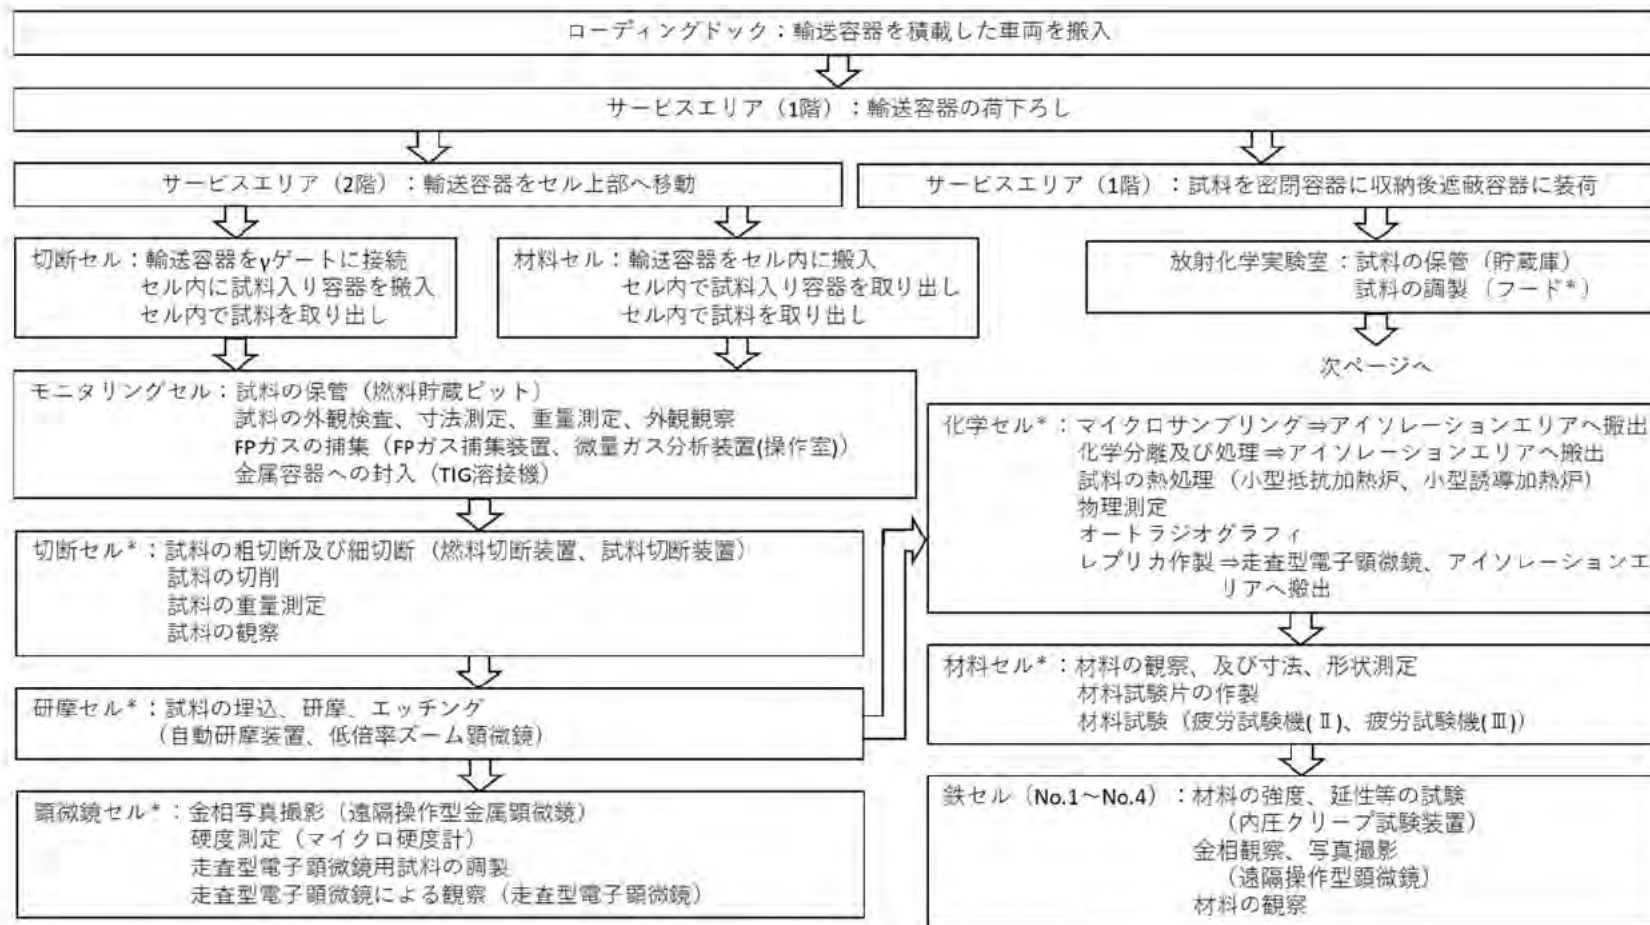 ローディングドック：輸送容器を積載した車両を搬入
サービスエリア（1階）：輸送容器の荷下ろし
サービスエリア（2階）：輸送容器をセル上部へ移動
サービスエリア（1階）：試料を密閉容器に収納後遮蔽容器に装荷
切断セル：輸送容器をγゲートに接続
セル内に試料入り容器を搬入
セル内で試料を取り出し
材料セル：輸送容器をセル内に搬入
セル内で試料入り容器を取り出し
セル内で試料を取り出し
放射化学実験室：試料の保管（貯蔵庫）
試料の調製（フード*）
次ページへ
モニタリングセル：試料の保管（燃料貯蔵ピット）
試料の外観検査、寸法測定、重量測定、外観観察
FPガスの捕集（FPガス捕集装置、微量ガス分析装置(操作室)）
金属容器への封入（TIG溶接機）
切断セル*：試料の粗切断及び細切断（燃料切断装置、試料切断装置）
試料の切削
試料の重量測定
試料の観察
研摩セル*：試料の埋込、研摩、エッチング
（自動研摩装置、低倍率ズーム顕微鏡）
顕微鏡セル*：金相写真撮影（遠隔操作型金属顕微鏡）
硬度測定（マイクロ硬度計）
走査型電子顕微鏡用試料の調製
走査型電子顕微鏡による観察（走査型電子顕微鏡）
化学セル*：マイクロサンプリング⇒アイソレーションエリアへ搬出
化学分離及び処理⇒アイソレーションエリアへ搬出
試料の熱処理（小型抵抗加熱炉、小型誘導加熱炉）
物理測定
オートラジオグラフィ
レプリカ作製⇒走査型電子顕微鏡、アイソレーションエ
リアへ搬出
材料セル*：材料の観察、及び寸法、形状測定
材料試験片の作製
材料試験（疲労試験機(Ⅱ)、疲労試験機(Ⅲ)）
鉄セル（No.1～No.4）：材料の強度、延性等の試験
（内圧クリープ試験装置）
金相観察、写真撮影
（遠隔操作型顕微鏡）
材料の観察